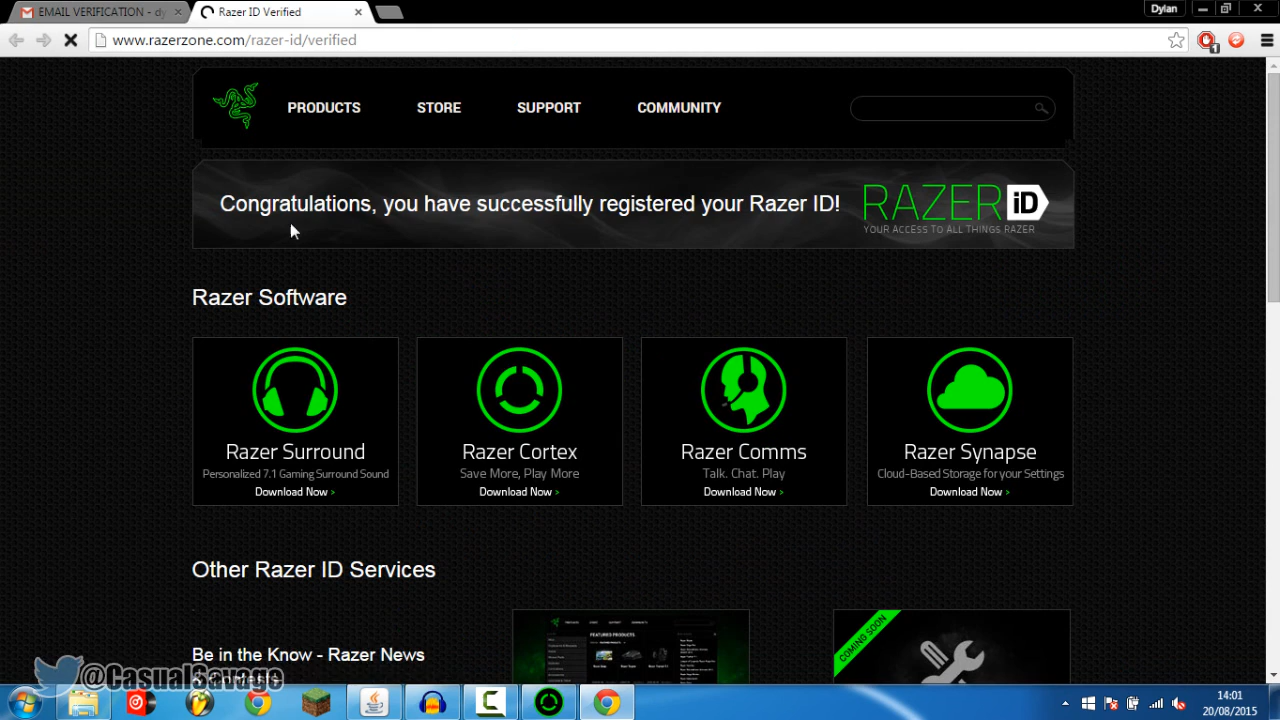 EMAIL VERIFICATION - dy
Razer ID Verified
Dylan
www.razerzone.com/razer-id/verified
1
PRODUCTS STORE SUPPORT COMMUNITY
Congratulations, you have successfully registered your Razer ID!
RAZER iD
YOUR ACCESS TO ALL THINGS RAZER
Razer Software
Razer Surround
Personalized 7.1 Gaming Surround Sound
Download Now >
Razer Cortex
Save More, Play More
Download Now >
Razer Comms
Talk. Chat. Play
Download Now >
Razer Synapse
Cloud-Based Storage for your Settings
Download Now >
Other Razer ID Services
FEATURED PRODUCTS
COMING SOON
Be in the Know - Razer News
14:01
20/08/2015